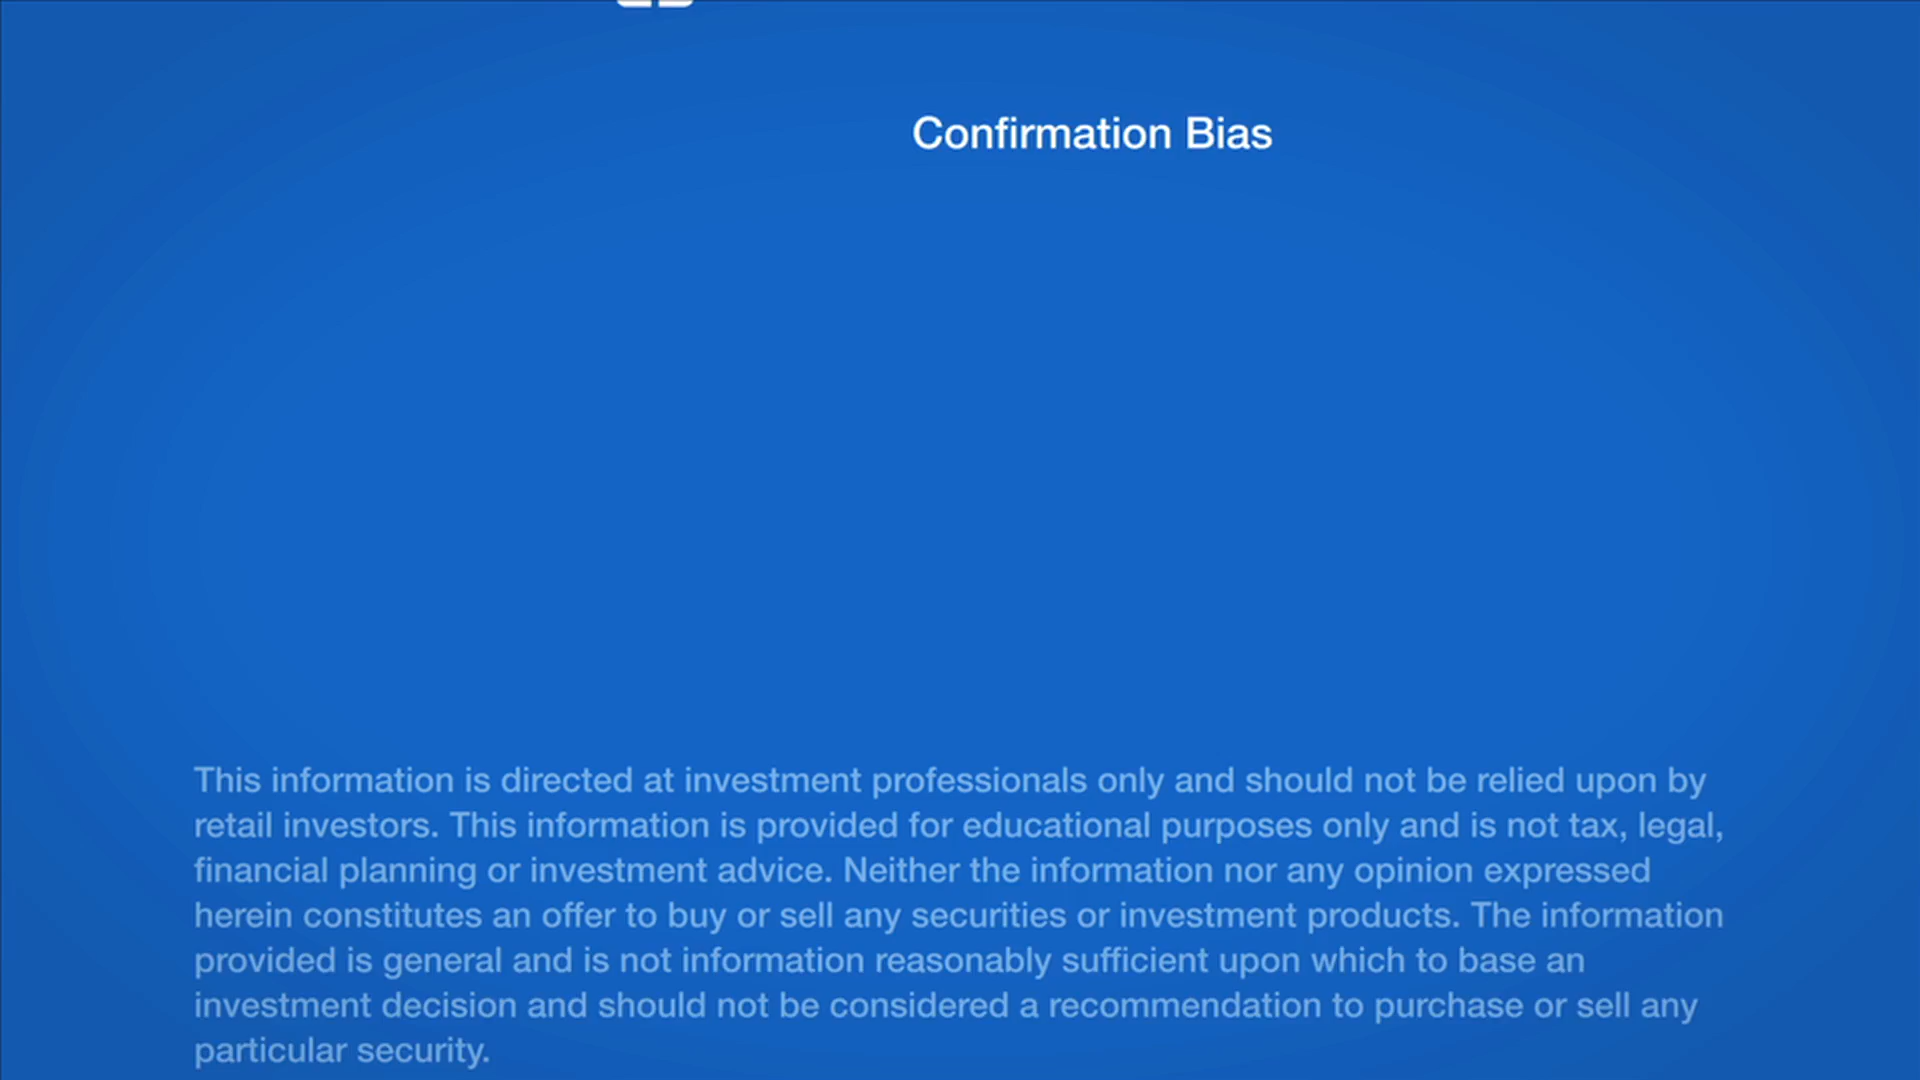 Confirmation Bias
This information is directed at investment professionals only and should not be relied upon by
retail investors. This information is provided for educational purposes only and is not tax, legal,
financial planning or investment advice. Neither the information nor any opinion expressed
herein constitutes an offer to buy or sell any securities or investment products. The information
provided is general and is not information reasonably sufficient upon which to base an
investment decision and should not be considered a recommendation to purchase or sell any
particular security.